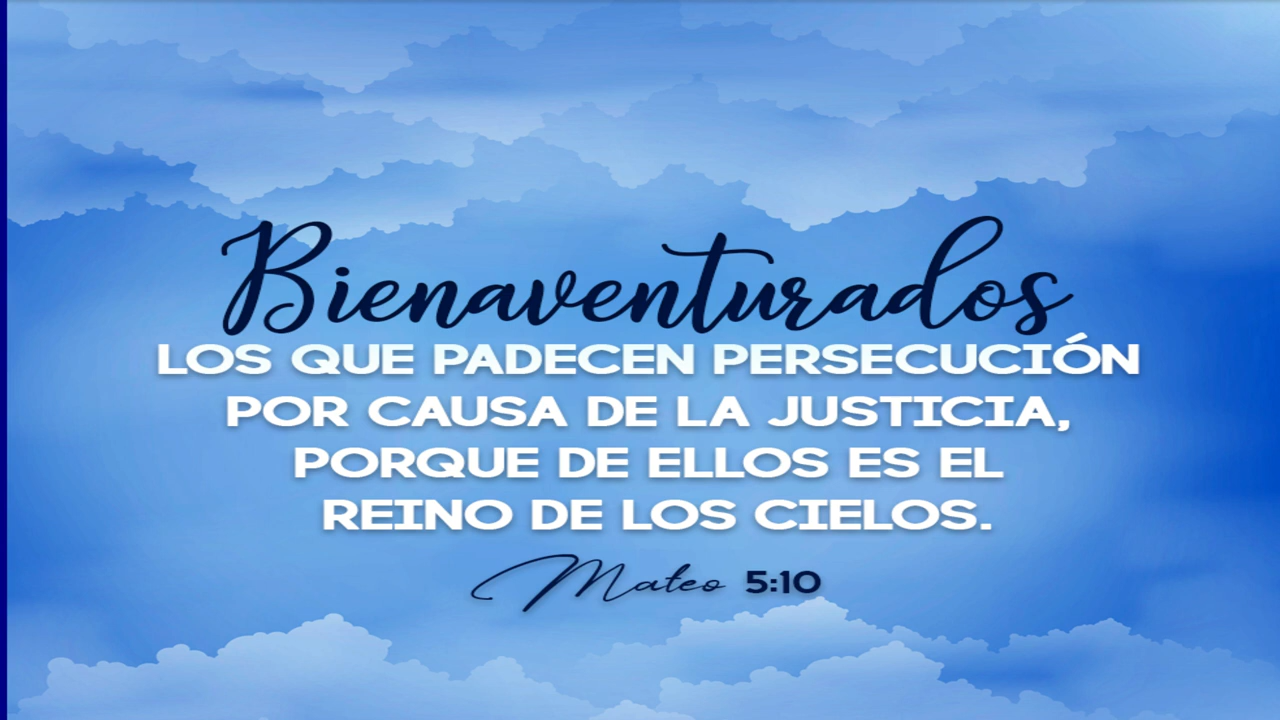 Bienaventurados
LOS QUE PADECEN PERSECUCIÓN
POR CAUSA DE LA JUSTICIA,
PORQUE DE ELLOS ES EL
REINO DE LOS CIELOS.
Mateo 5:10